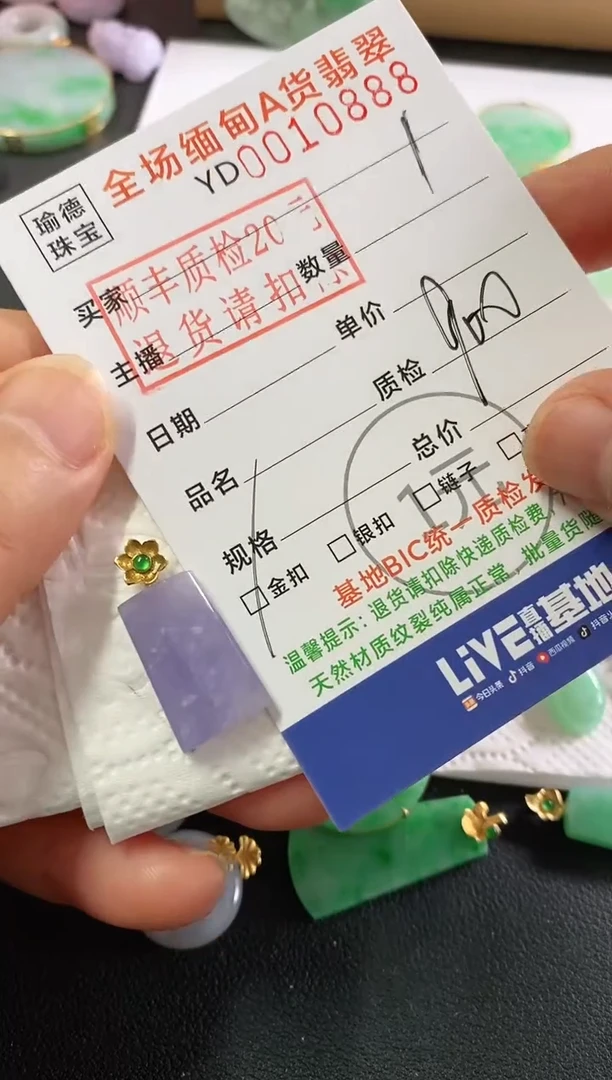 全场缅甸A货翡翠
YD0010888
瑜德
珠宝
买家
数量
顺丰质检20
退货请扣
主播
单价
日期
质检
品名
总价
规格
1元
□金扣 □银扣 □链子
基地BIC统一质检发
温馨提示：退货请扣除快递质检费
天然材质纹裂纯属正常，批量货随
LiVE直播基地
今日头条 抖音 西瓜视频 抖音火